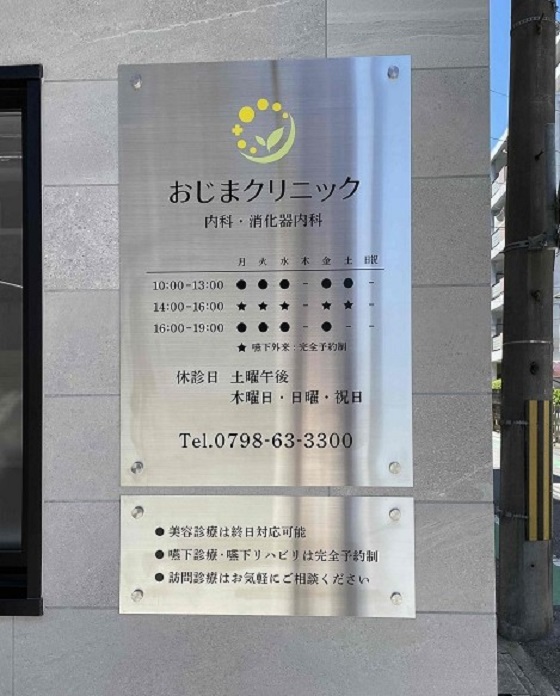 おじまクリニック
内科・消化器内科
月 火 水 木 金 土 日祝
10:00-13:00 ● ● ● - ● ● -
14:00-16:00 ★ ★ ★ - ★ ★ -
16:00-19:00 ● ● ● - ● - -
★ 嚥下外来：完全予約制
休診日 土曜午後
木曜日・日曜・祝日
Tel.0798-63-3300
● 美容診療は終日対応可能
● 嚥下診療・嚥下リハビリは完全予約制
● 訪問診療はお気軽にご相談ください